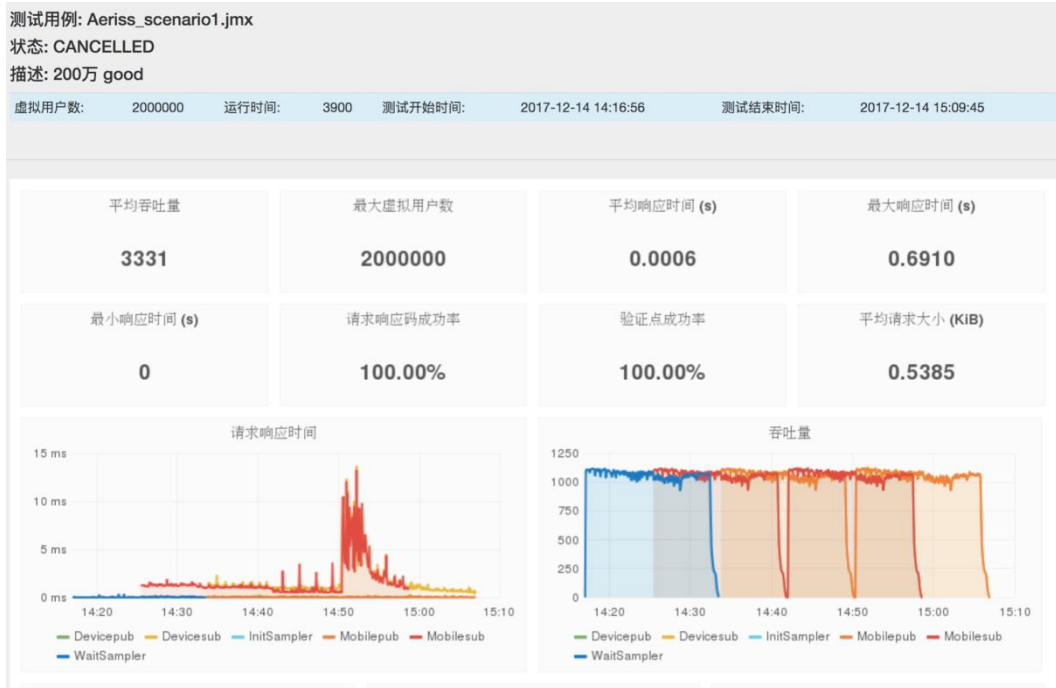 测试用例: Aeriss_scenario1.jmx
状态: CANCELLED
描述: 200万 good
虚拟用户数: 2000000 运行时间: 3900 测试开始时间: 2017-12-14 14:16:56 测试结束时间: 2017-12-14 15:09:45
平均吞吐量 最大虚拟用户数 平均响应时间 (s) 最大响应时间 (s)
3331 2000000 0.0006 0.6910
最小响应时间 (s) 请求响应码成功率 验证点成功率 平均请求大小 (KiB)
0 100.00% 100.00% 0.5385
请求响应时间
15 ms
10 ms
5 ms
0 ms
14:20 14:30 14:40 14:50 15:00 15:10
Devicepub Devicesub InitSampler Mobilepub Mobilesub
WaitSampler
吞吐量
1250
1000
750
500
250
0
14:20 14:30 14:40 14:50 15:00 15:10
Devicepub Devicesub InitSampler Mobilepub Mobilesub
WaitSampler